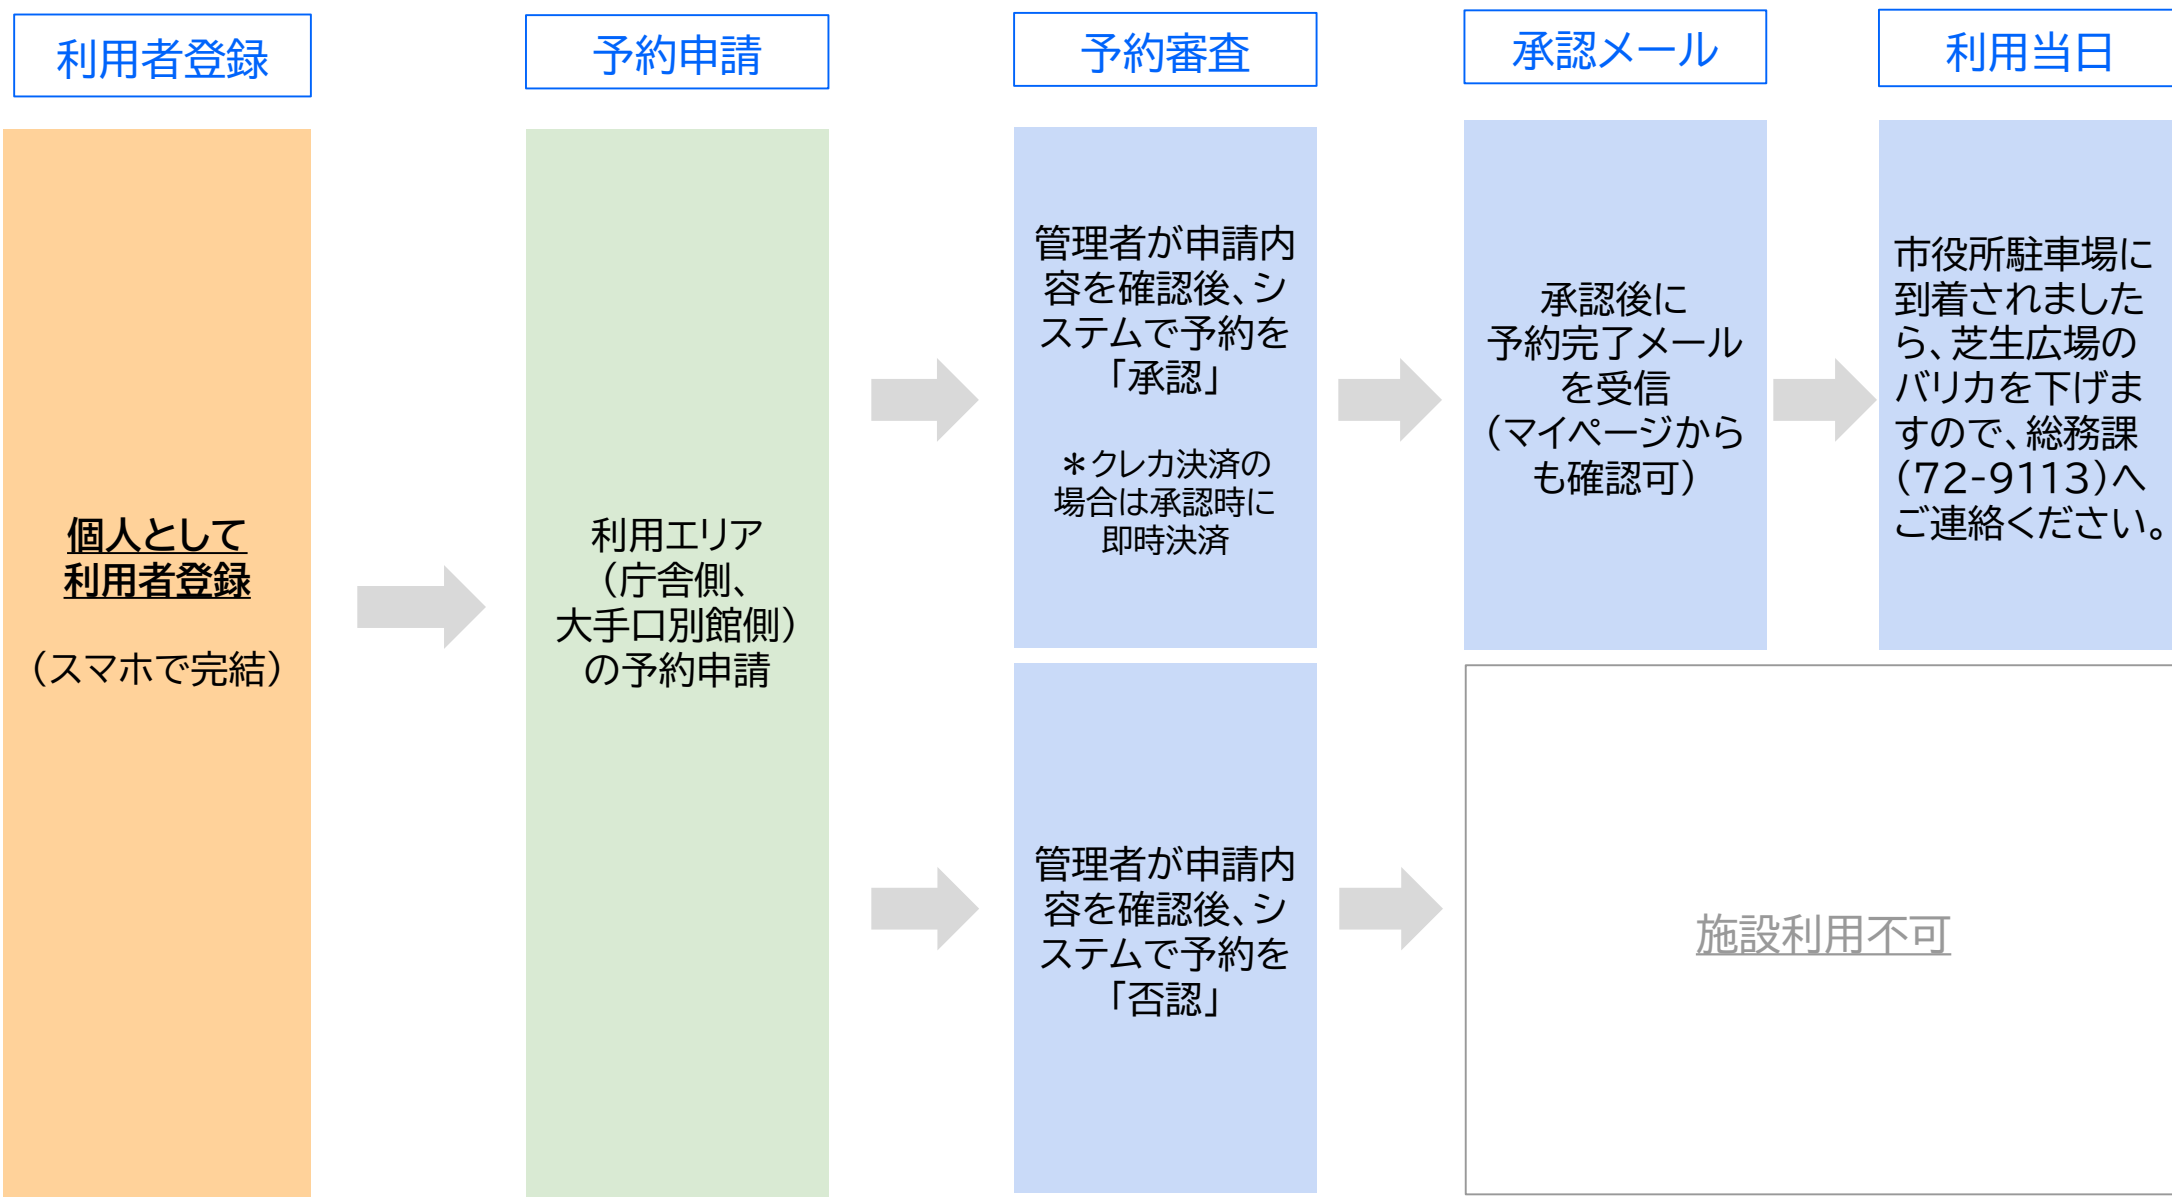 利用者登録
予約申請
予約審査
承認メール
利用当日
個人として
利用者登録
（スマホで完結）
利用エリア
（庁舎側、
大手口別館側）
の予約申請
管理者が申請内
容を確認後、シ
ステムで予約を
「承認」
＊クレカ決済の
場合は承認時に
即時決済
承認後に
予約完了メール
を受信
（マイページから
も確認可）
市役所駐車場に
到着されました
ら、芝生広場の
バリカを下げま
すので、総務課
（72-9113）へ
ご連絡ください。
管理者が申請内
容を確認後、シ
ステムで予約を
「否認」
施設利用不可